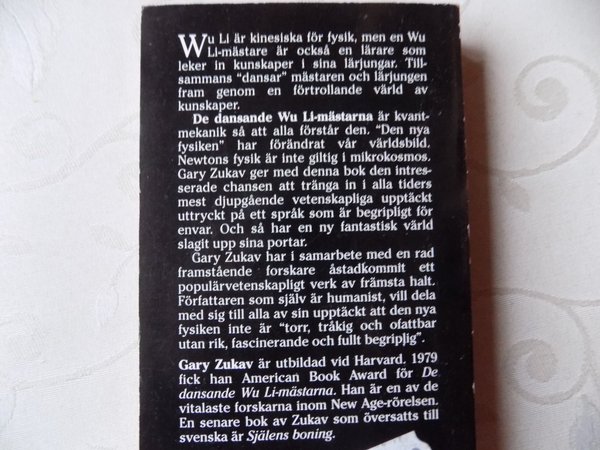 Wu Li är kinesiska för fysik, men en Wu
Li-mästare är också en lärare som
leker in kunskaper i sina lärjungar. Till-
sammans "dansar" mästaren och lärjungen
fram genom en förtrollande värld av
kunskaper.
De dansande Wu Li-mästarna är kvant-
mekanik så att alla förstår den. "Den nya
fysiken" har förändrat vår världsbild.
Newtons fysik är inte giltig i mikrokosmos.
Gary Zukav ger med denna bok den intres-
serade chansen att tränga in i alla tiders
mest djupgående vetenskapliga upptäckt
uttryckt på ett språk som är begripligt för
envar. Och så har en ny fantastisk värld
slagit upp sina portar.
Gary Zukav har i samarbete med en rad
framstående forskare åstadkommit ett
populärvetenskapligt verk av främsta halt.
Författaren som själv är humanist, vill dela
med sig till alla av sin upptäckt att den nya
fysiken inte är "torr, tråkig och ofattbar
utan rik, fascinerande och fullt begriplig".
Gary Zukav är utbildad vid Harvard. 1979
fick han American Book Award för De
dansande Wu Li-mästarna. Han är en av de
vitalaste forskarna inom New Age-rörelsen.
En senare bok av Zukav som översatts till
svenska är Själens boning.